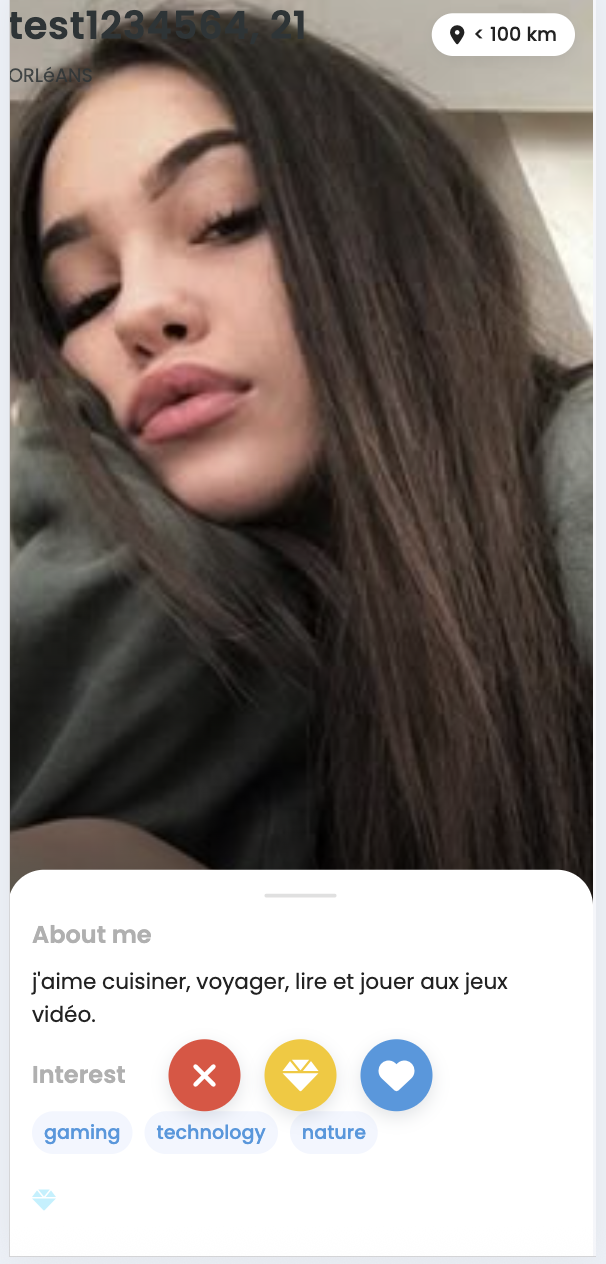 test1234564, 21
< 100 km
ORLéANS
About me
j'aime cuisiner, voyager, lire et jouer aux jeux
vidéo.
Interest
gaming technology nature